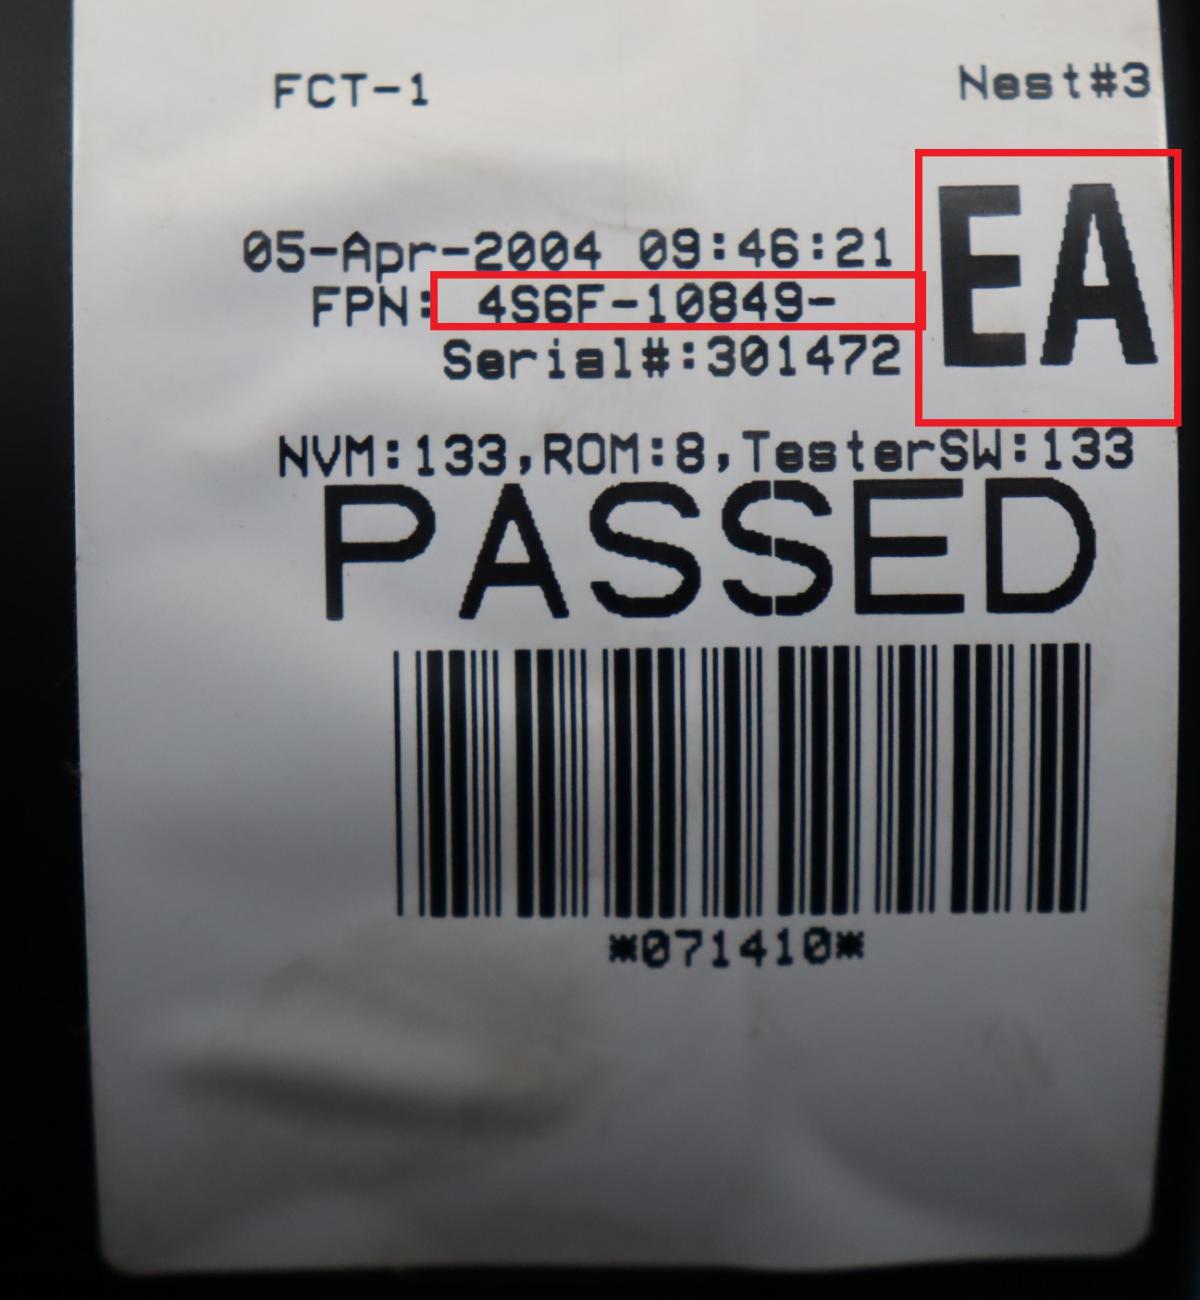 FCT-1 Nest#3
05-Apr-2004 09:46:21
FPN: 4S6F-10849- EA
Serial#:301472
NVM:133,ROM:8,TesterSW:133
PASSED
*071410*